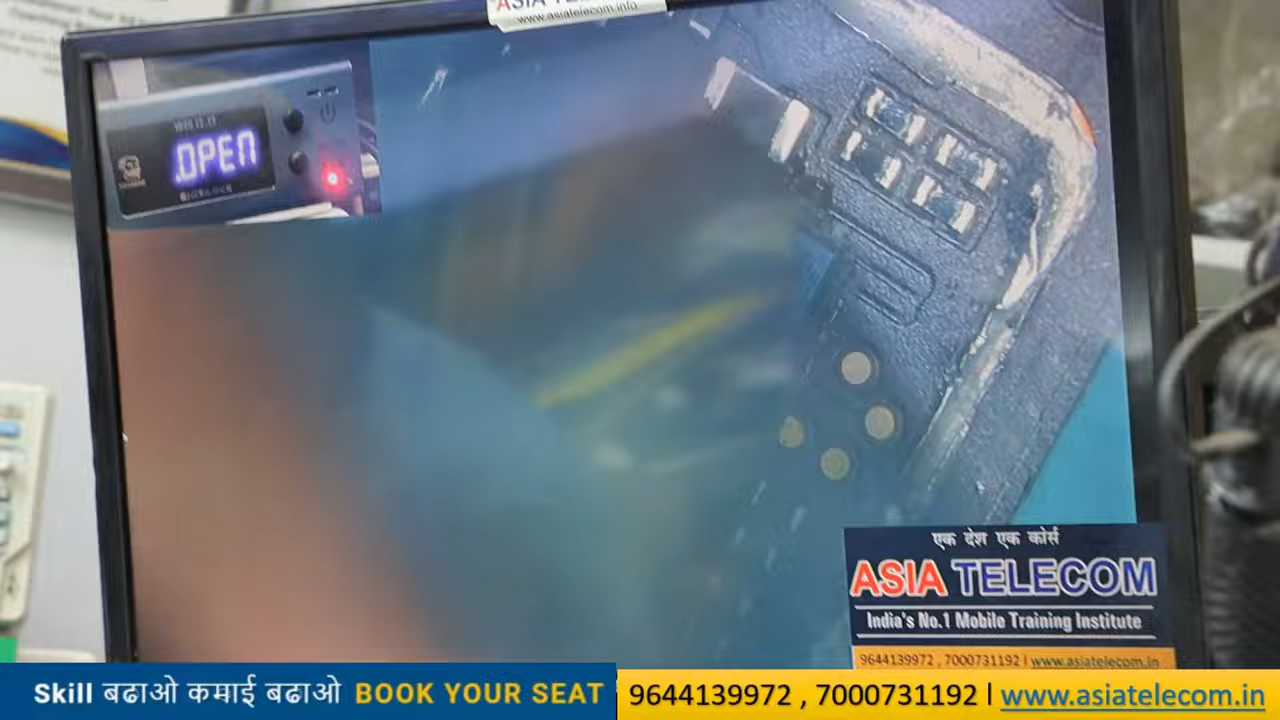 ASIA TEL
www.asiatelecom.info
.OPEN
एक देश एक कोर्स
ASIA TELECOM
India's No.1 Mobile Training Institute
9644139972 , 7000731192 | www.asiatelecom.in
Skill बढाओ कमाई बढाओ BOOK YOUR SEAT
9644139972 , 7000731192 | www.asiatelecom.in